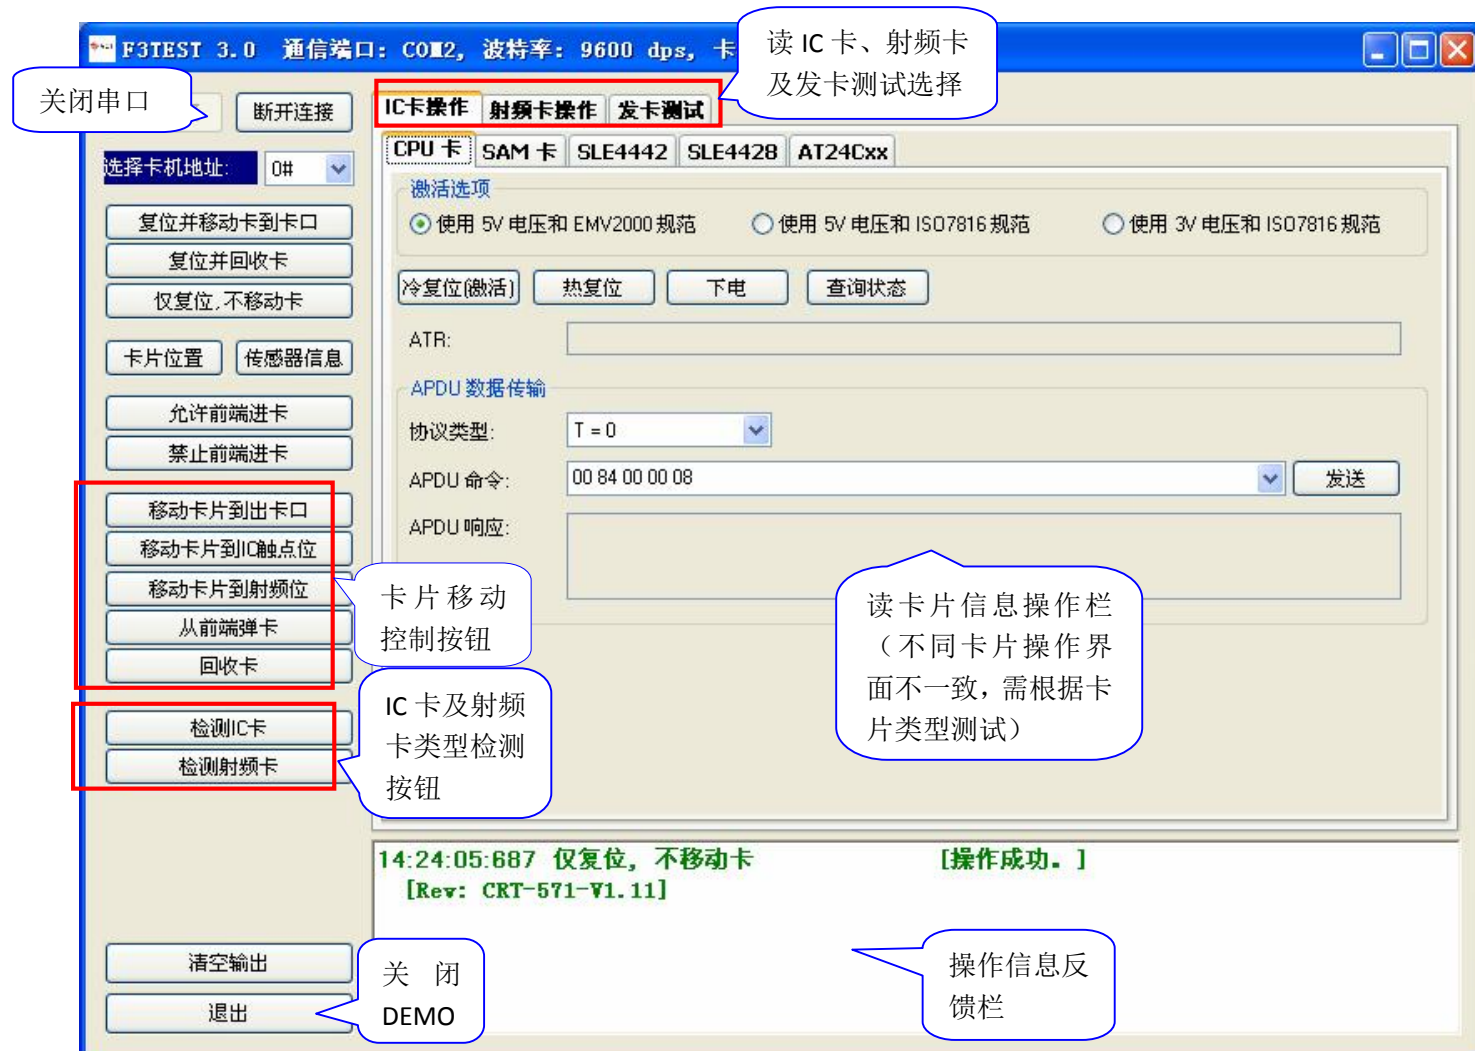 F3TEST 3.0 通信端口: COM2, 波特率: 9600 dps, 卡
读 IC 卡、射频卡
及发卡测试选择
关闭串口
断开连接
选择卡机地址: 0#
复位并移动卡到卡口
复位并回收卡
仅复位,不移动卡
卡片位置 传感器信息
允许前端进卡
禁止前端进卡
移动卡片到出卡口
移动卡片到IC触点位
移动卡片到射频位
从前端弹卡
回收卡
卡片移动
控制按钮
检测IC卡
检测射频卡
IC 卡及射频
卡类型检测
按钮
清空输出
退出
关 闭
DEMO
IC卡操作 射频卡操作 发卡测试
CPU 卡 SAM 卡 SLE4442 SLE4428 AT24Cxx
激活选项
使用 5V 电压和 EMV2000 规范 使用 5V 电压和 ISO7816 规范 使用 3V 电压和 ISO7816 规范
冷复位(激活) 热复位 下电 查询状态
ATR:
APDU 数据传输
协议类型: T = 0
APDU 命令: 00 84 00 00 08 发送
APDU 响应:
读卡片信息操作栏
（不同卡片操作界
面不一致，需根据卡
片类型测试）
14:24:05:687 仅复位, 不移动卡 [操作成功。]
[Rev: CRT-571-V1.11]
操作信息反
馈栏